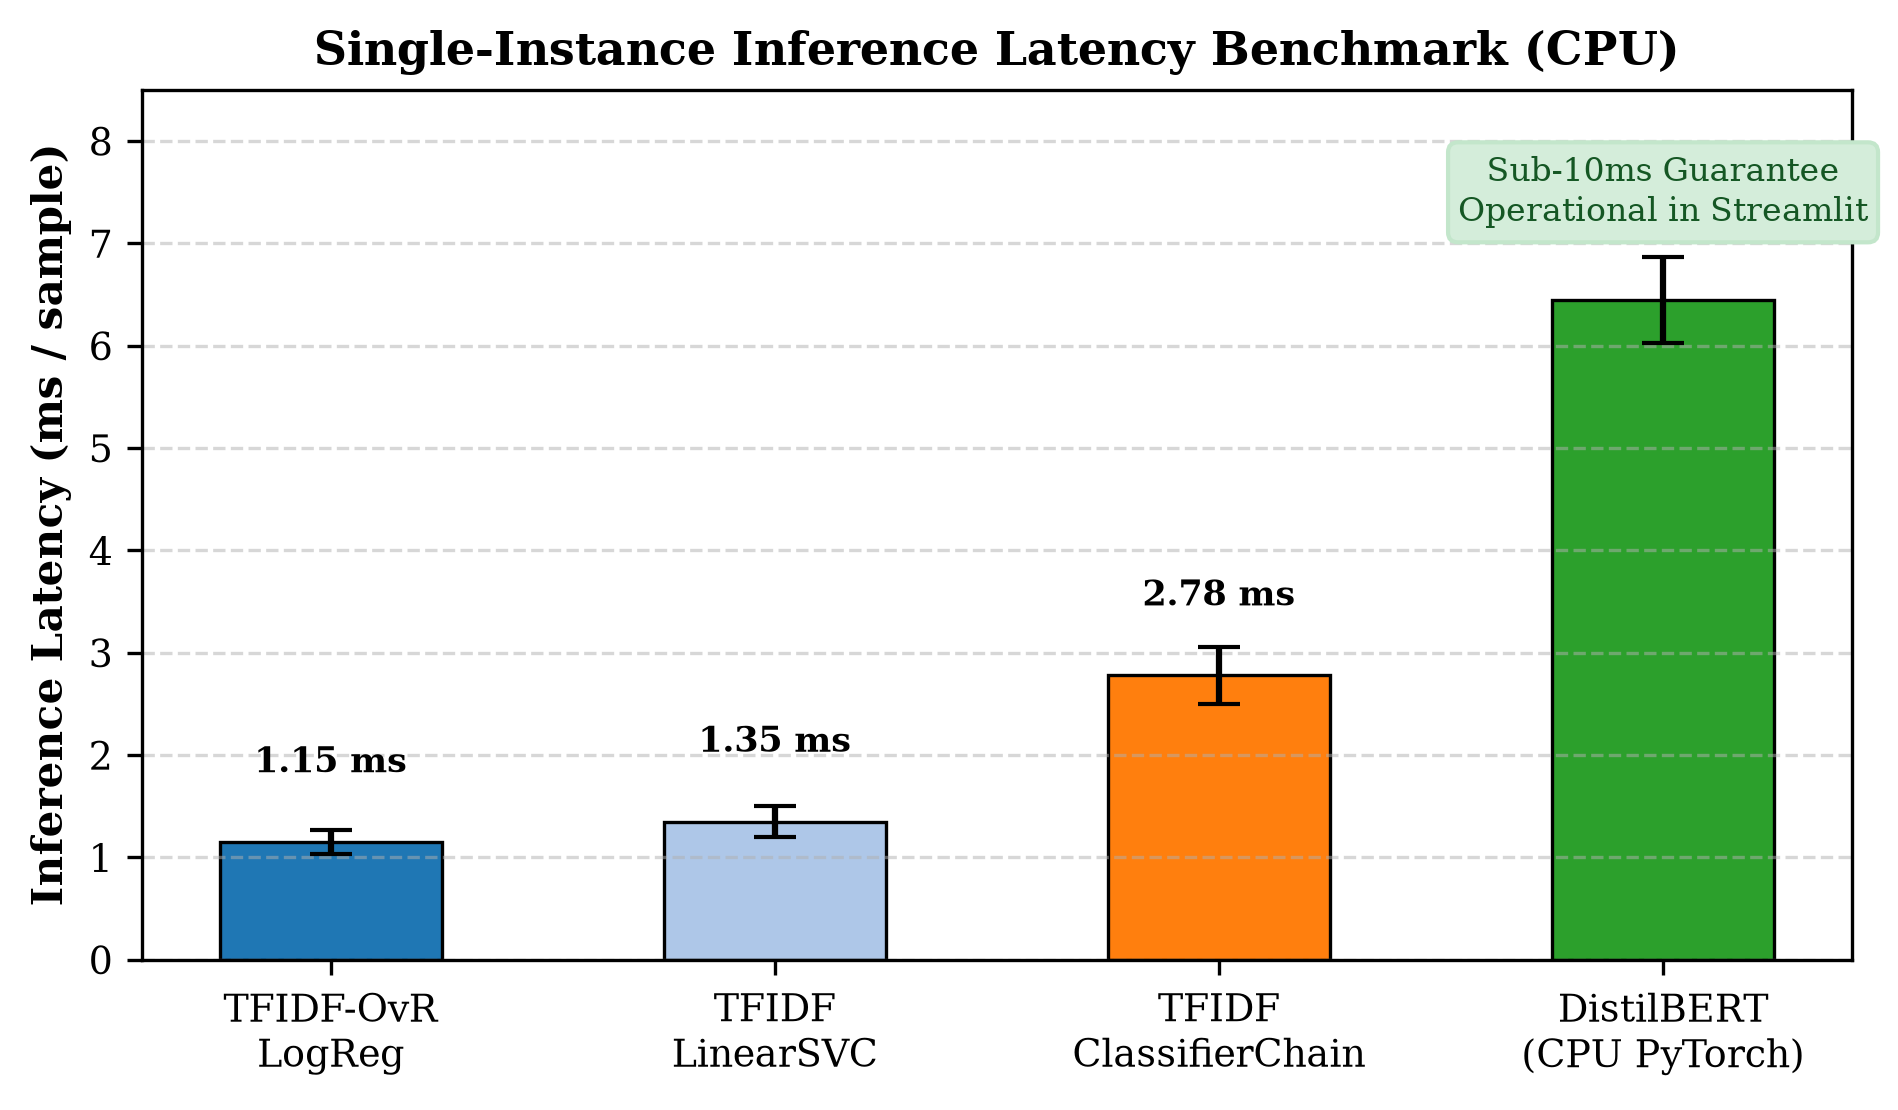 Single-Instance Inference Latency Benchmark (CPU)
Inference Latency (ms / sample)
8
7
6
5
4
3
2
1
0
Sub-10ms Guarantee
Operational in Streamlit
1.15 ms
1.35 ms
2.78 ms
TFIDF-OvR
LogReg
TFIDF
LinearSVC
TFIDF
ClassifierChain
DistilBERT
(CPU PyTorch)